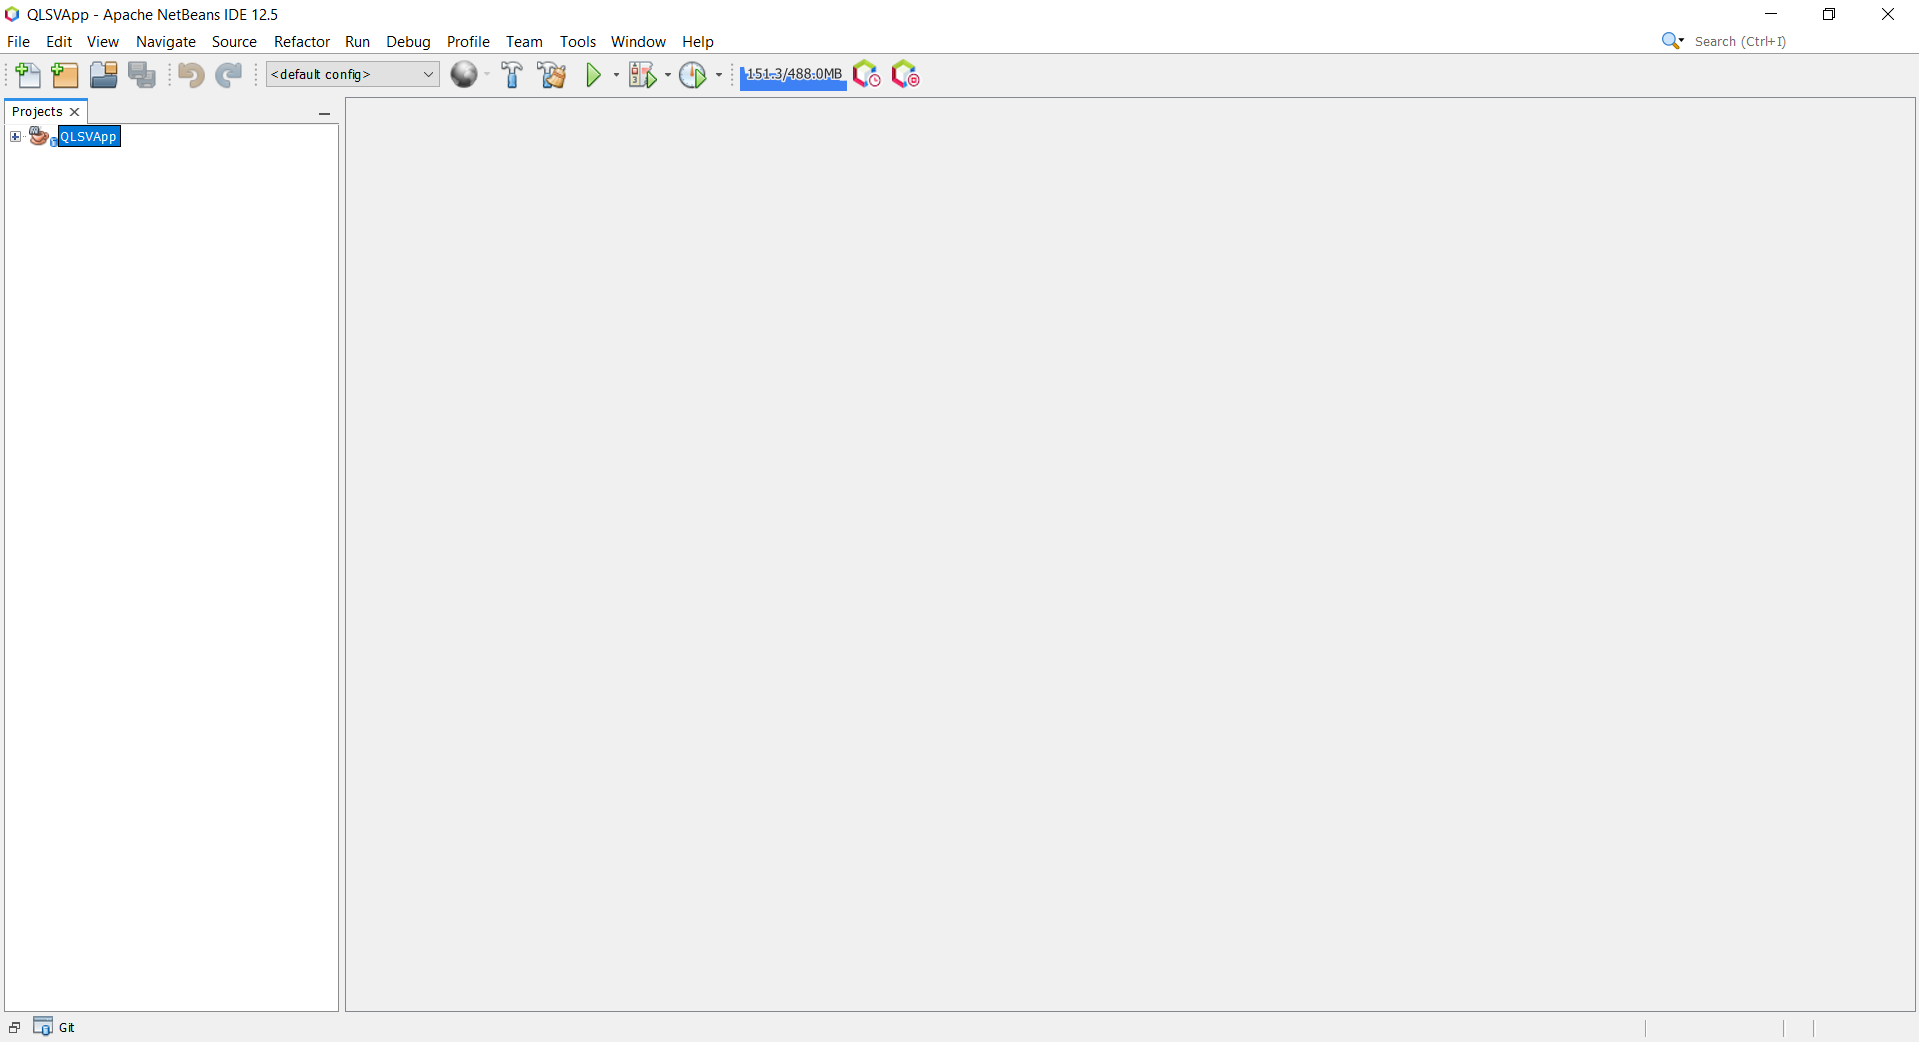 QLSVApp - Apache NetBeans IDE 12.5
File Edit View Navigate Source Refactor Run Debug Profile Team Tools Window Help Search (Ctrl+I)
<default config> 151.3/488.0MB
Projects
QLSVApp
Git